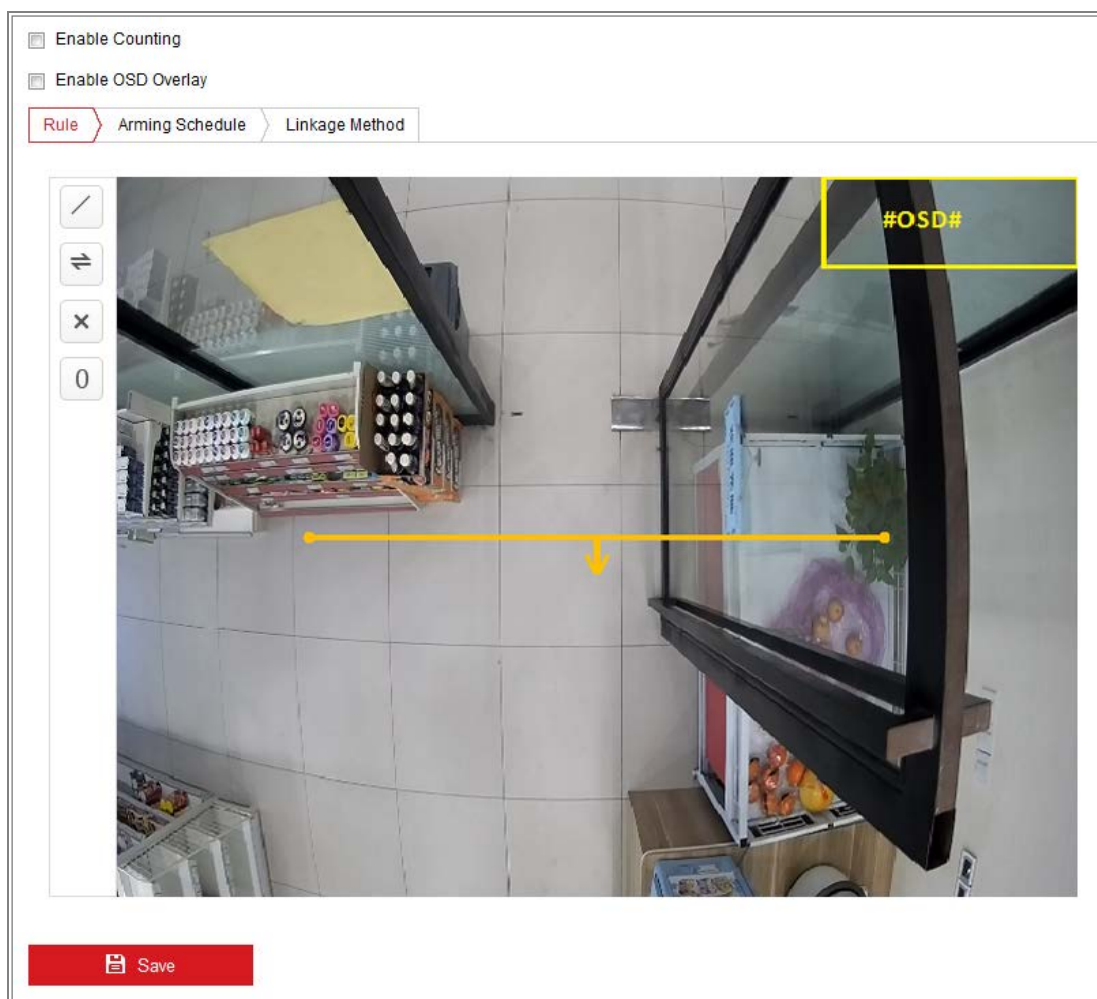 Enable Counting
Enable OSD Overlay
Rule Arming Schedule Linkage Method
#OSD#
0
Save